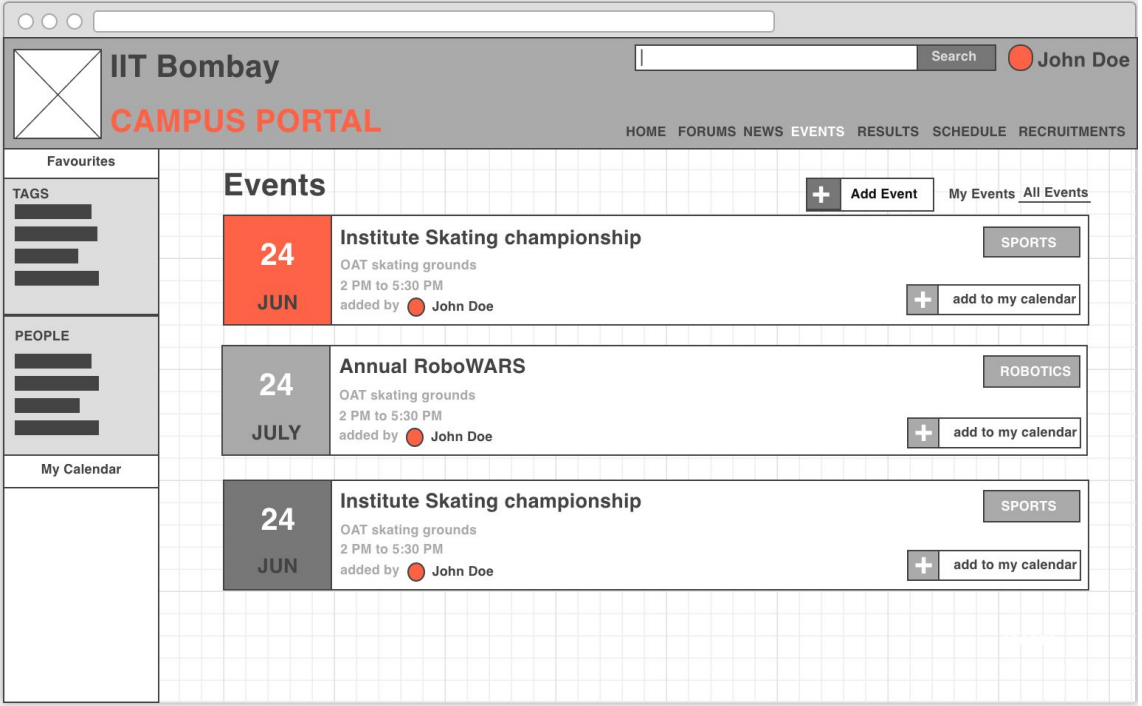 IIT Bombay
CAMPUS PORTAL
Search
John Doe
HOME FORUMS NEWS EVENTS RESULTS SCHEDULE RECRUITMENTS
Favourites
TAGS
PEOPLE
My Calendar
Events
Add Event
My Events All Events
24
JUN
Institute Skating championship
OAT skating grounds
2 PM to 5:30 PM
added by John Doe
SPORTS
add to my calendar
24
JULY
Annual RoboWARS
OAT skating grounds
2 PM to 5:30 PM
added by John Doe
ROBOTICS
add to my calendar
24
JUN
Institute Skating championship
OAT skating grounds
2 PM to 5:30 PM
added by John Doe
SPORTS
add to my calendar